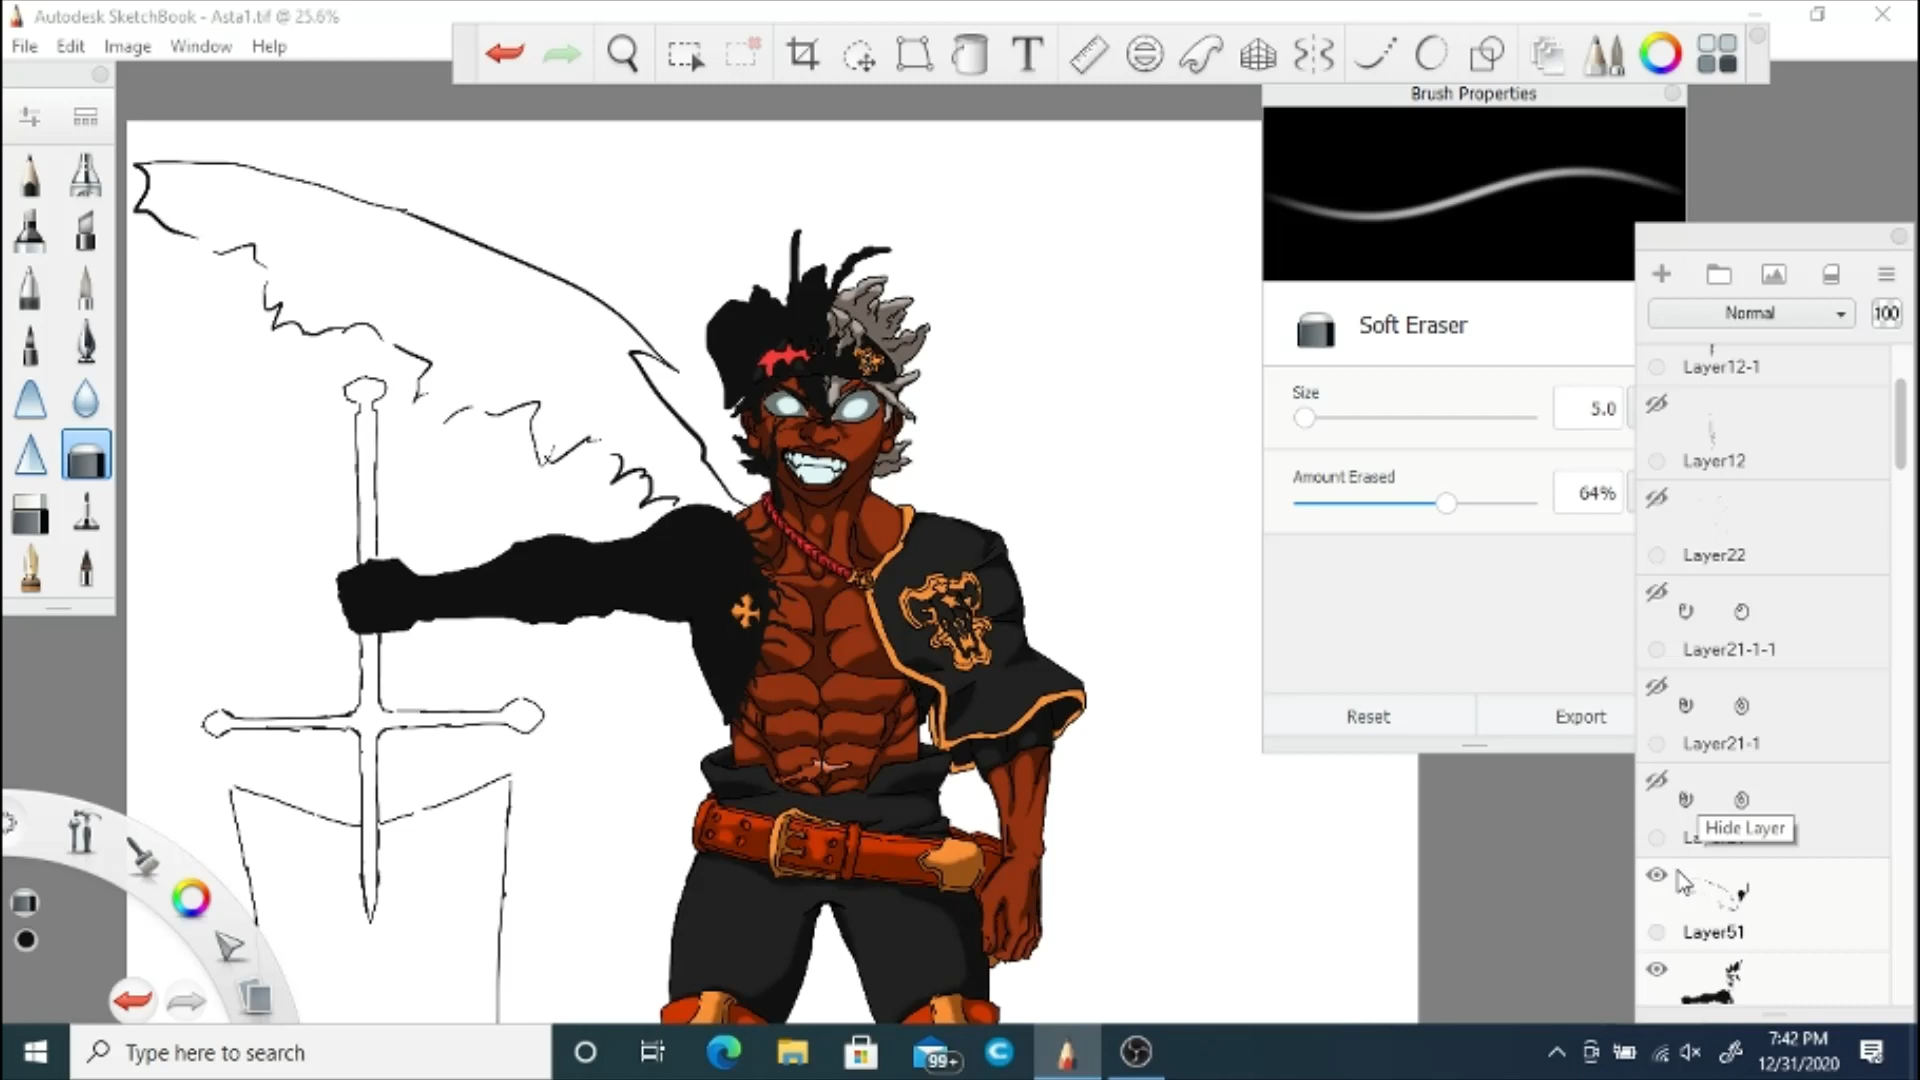 Autodesk SketchBook - Asta1.tif @ 25.6%
File Edit Image Window Help
T
Brush Properties
Soft Eraser
Size
5.0
Amount Erased
64%
Reset Export
Normal 100
Layer12-1
Layer12
Layer22
Layer21-1-1
Layer21-1
Hide Layer
Layer51
Type here to search
99+
7:42 PM
12/31/2020